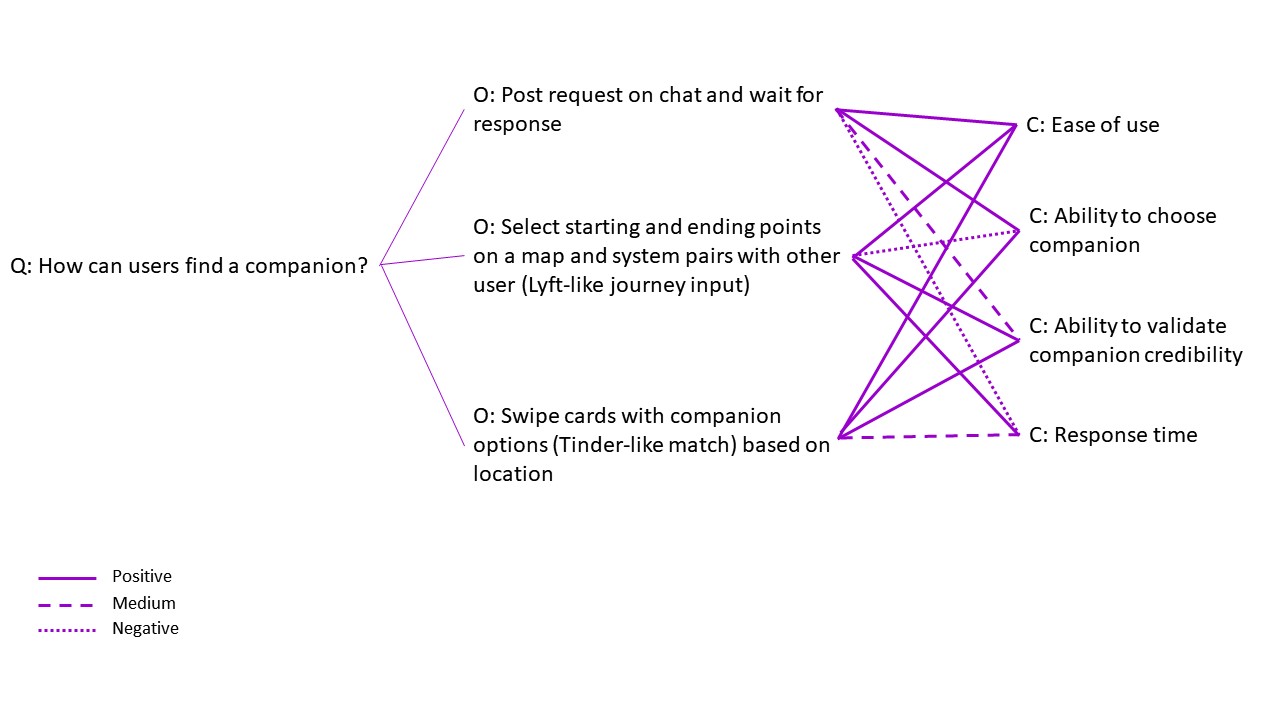 Q: How can users find a companion?
O: Post request on chat and wait for
response
O: Select starting and ending points
on a map and system pairs with other
user (Lyft-like journey input)
O: Swipe cards with companion
options (Tinder-like match) based on
location
C: Ease of use
C: Ability to choose
companion
C: Ability to validate
companion credibility
C: Response time
Positive
Medium
Negative